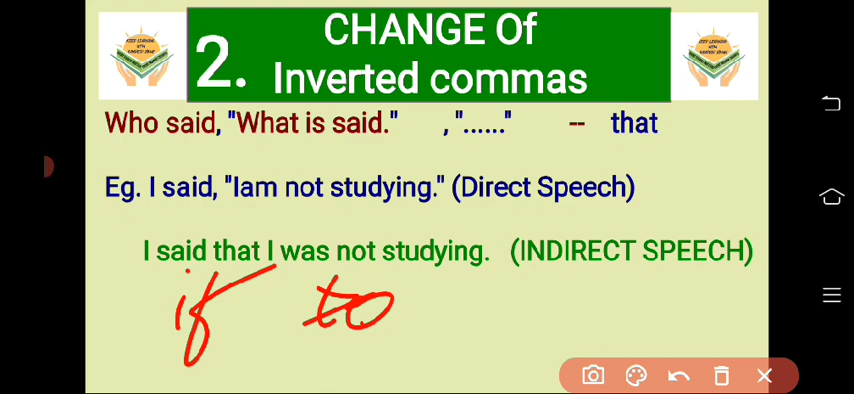 2. CHANGE Of
Inverted commas
Who said, "What is said." , "......" -- that
Eg. I said, "Iam not studying." (Direct Speech)
I said that I was not studying. (INDIRECT SPEECH)
if to